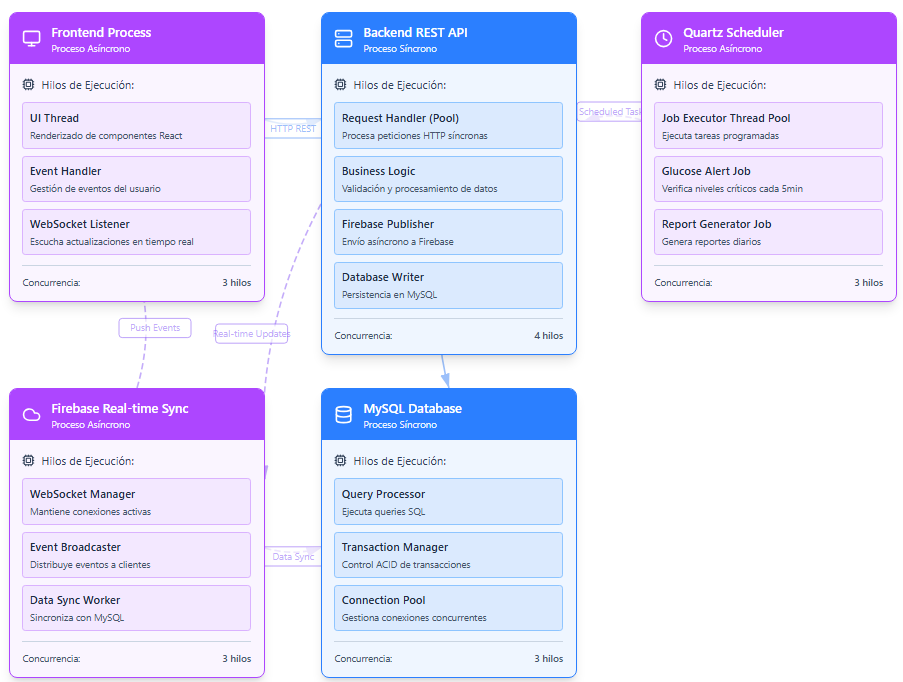 Frontend Process
Proceso Asíncrono
Hilos de Ejecución:
UI Thread
Renderizado de componentes React
Event Handler
Gestión de eventos del usuario
WebSocket Listener
Escucha actualizaciones en tiempo real
Concurrencia:
3 hilos
HTTP REST
Backend REST API
Proceso Síncrono
Hilos de Ejecución:
Request Handler (Pool)
Procesa peticiones HTTP síncronas
Business Logic
Validación y procesamiento de datos
Firebase Publisher
Envío asíncrono a Firebase
Database Writer
Persistencia en MySQL
Concurrencia:
4 hilos
Scheduled Task
Quartz Scheduler
Proceso Asíncrono
Hilos de Ejecución:
Job Executor Thread Pool
Ejecuta tareas programadas
Glucose Alert Job
Verifica niveles críticos cada 5min
Report Generator Job
Genera reportes diarios
Concurrencia:
3 hilos
Push Events
Real-time Updates
Firebase Real-time Sync
Proceso Asíncrono
Hilos de Ejecución:
WebSocket Manager
Mantiene conexiones activas
Event Broadcaster
Distribuye eventos a clientes
Data Sync Worker
Sincroniza con MySQL
Concurrencia:
3 hilos
Data Sync
MySQL Database
Proceso Síncrono
Hilos de Ejecución:
Query Processor
Ejecuta queries SQL
Transaction Manager
Control ACID de transacciones
Connection Pool
Gestiona conexiones concurrentes
Concurrencia:
3 hilos